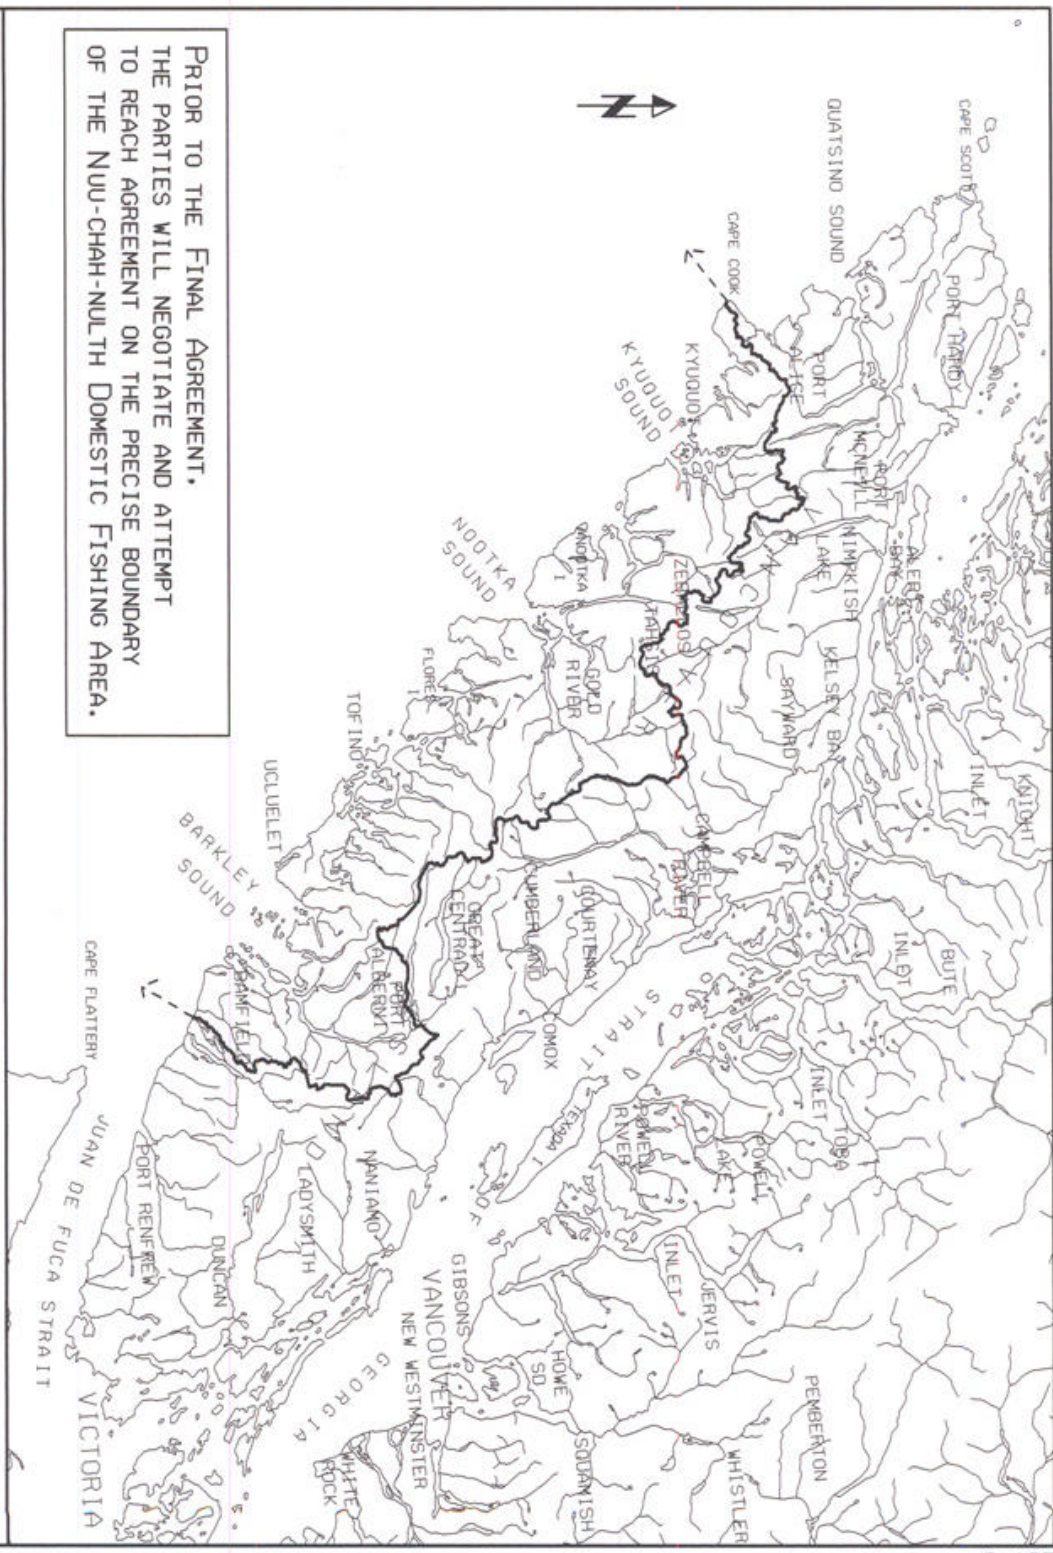 PRIOR TO THE FINAL AGREEMENT,
THE PARTIES WILL NEGOTIATE AND ATTEMPT
TO REACH AGREEMENT ON THE PRECISE BOUNDARY
OF THE NUU-CHAH-NULTH DOMESTIC FISHING AREA.
N
CAPE SCOTT
QUATSINO SOUND
PORT HARDY
CAPE COOK
PORT
ALICE
PORT
MCNEILL
ALERT
BAY
NIMPKISH
LAKE
KYUQUOT
KYUQUOT
SOUND
KNIGHT
INLET
KELSEY BAY
SAYWARD
ZEBALLOS
TAHSIS
NOOTKA
I
NOOTKA
SOUND
GOLD
RIVER
FLORES
I
TOFINO
UCLUELET
BARKLEY
SOUND
CAMPBELL
RIVER
BUTE
INLET
COURTENAY
CUMBERLAND
COMOX
GREAT
CENTRAL
PORT
ALBERNI
BAMFIELD
CAPE FLATTERY
TOBA
INLET
POWELL
LAKE
POWELL
RIVER
TEXADA I
STRAIT
OF
GEORGIA
JERVIS
INLET
NANIAMO
LADYSMITH
DUNCAN
PORT RENFREW
JUAN DE FUCA STRAIT
VICTORIA
GIBSONS
VANCOUVER
NEW WESTMINSTER
WHITE
ROCK
HOWE
SD
SQUAMISH
WHISTLER
PEMBERTON